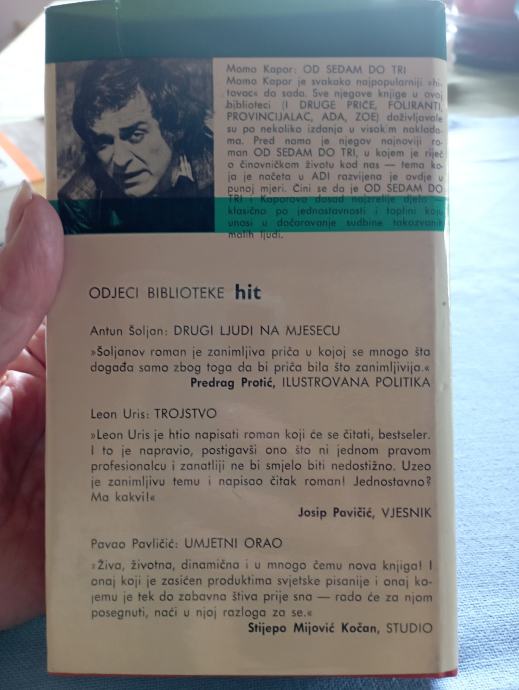 Momo Kapor: OD SEDAM DO TRI
Momo Kapor je svakako najpopularniji »hi-
tovac« da sada. Sve njegove knjige u ovoj
biblioteci (I DRUGE PRIČE, FOLIRANTI,
PROVINCIJALAC, ADA, ZOE) doživljavale
su po nekoliko izdanja u visokim naklada-
ma. Pred nama je njegov najnoviji ro-
man OD SEDAM DO TRI, u kojem je riječ
o činovničkom životu kod nas — tema ko-
ja je načeta u ADI razvijena je ovdje u
punoj mjeri. Čini se da je OD SEDAM DO
TRI i Kaporovo dosad najzrelije djelo —
klasično po jednostavnosti i toplini koju
unosi u dočaravanje sudbine takozvanih
malih ljudi.
ODJECI BIBLIOTEKE hit
Antun Šoljan: DRUGI LJUDI NA MJESECU
»Šoljanov roman je zanimljiva priča u kojoj se mnogo šta
događa samo zbog toga da bi priča bila što zanimljivija.«
Predrag Protić, ILUSTROVANA POLITIKA
Leon Uris: TROJSTVO
»Leon Uris je htio napisati roman koji će se čitati, bestseler.
I to je napravio, postigavši ono što ni jednom pravom
profesionalcu i zanatliji ne bi smjelo biti nedostižno. Uzeo
je zanimljivu temu i napisao čitak roman! Jednostavno?
Ma kakvi!«
Josip Pavičić, VJESNIK
Pavao Pavličić: UMJETNI ORAO
»Živa, životna, dinamična i u mnogo čemu nova knjiga! I
onaj koji je zasićen produktima svjetske pisanije i onaj ko-
jemu je tek do zabavna štiva prije sna — rado će za njom
posegnuti, naći u njoj razloga za se.«
Stijepo Mijović Kočan, STUDIO